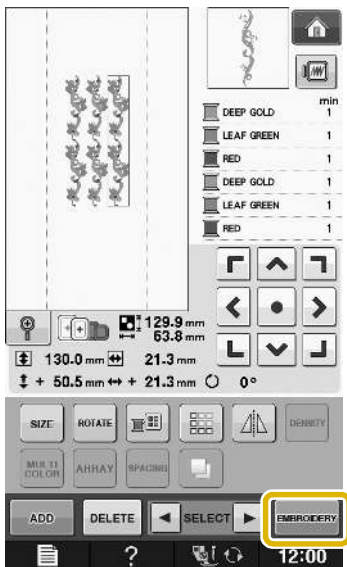 min
DEEP GOLD 1
LEAF GREEN 1
RED 1
DEEP GOLD 1
LEAF GREEN 1
RED 1
129.9 mm
63.8 mm
130.0 mm 21.3 mm
+ 50.5 mm + 21.3 mm 0°
SIZE ROTATE DENSITY
MULTI COLOR ARRAY SPACING
ADD DELETE SELECT EMBROIDERY
? 12:00